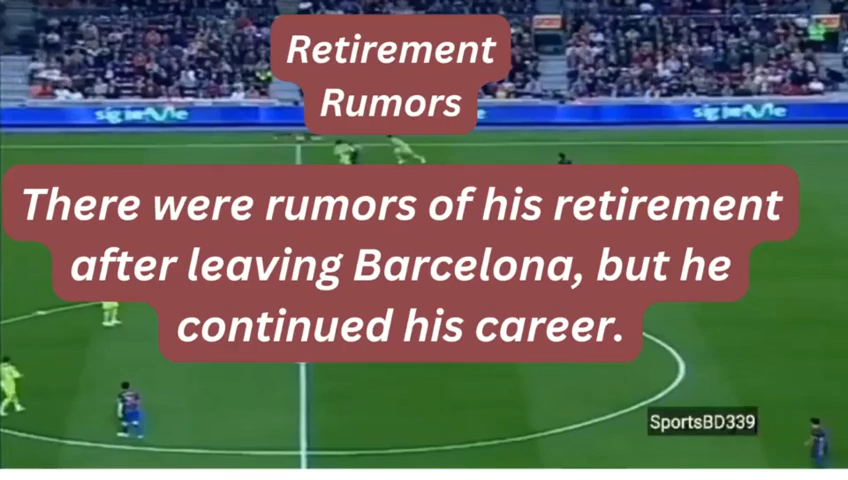 Retirement
Rumors
There were rumors of his retirement
after leaving Barcelona, but he
continued his career.
SportsBD339